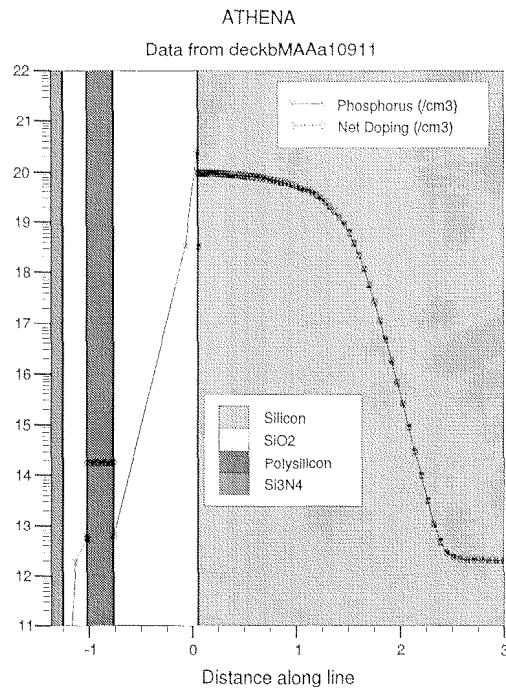 ATHENA
Data from deckbMAAa10911
22
21
20
19
18
17
16
15
14
13
12
11
Phosphorus (/cm3)
Net Doping (/cm3)
Silicon
SiO2
Polysilicon
Si3N4
-1
0
1
2
3
Distance along line